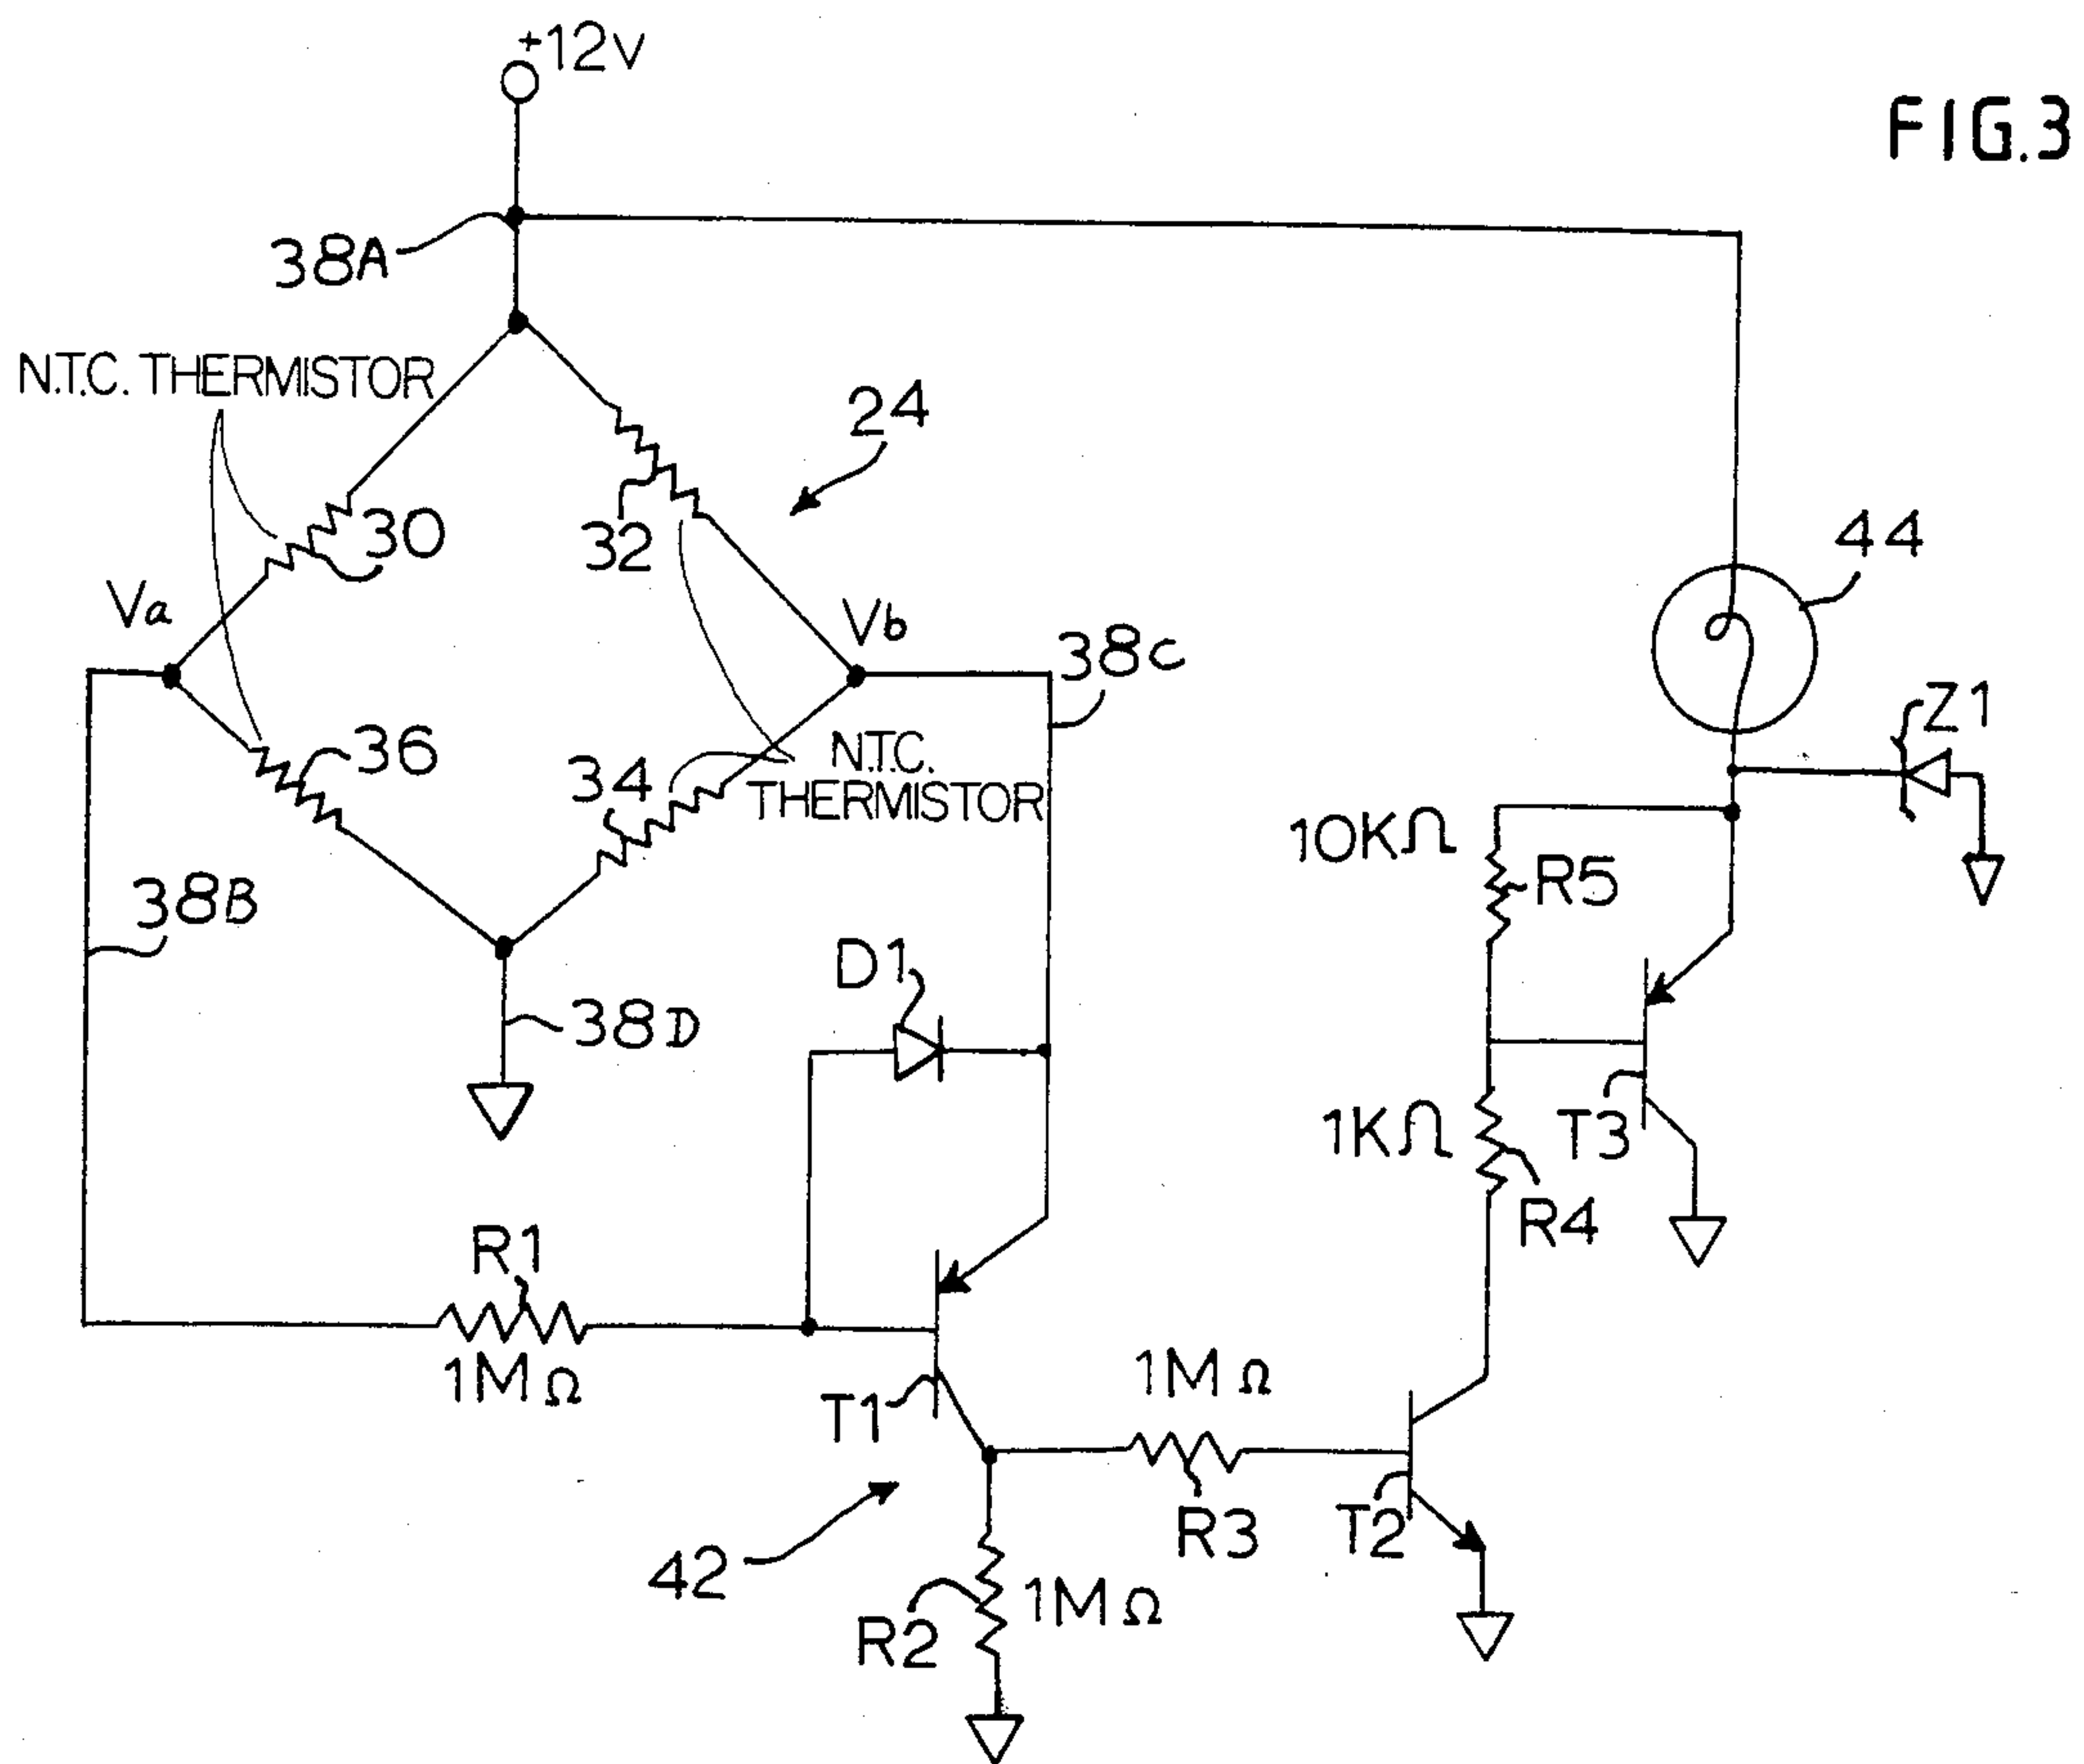 +12V
FIG.3
38A
N.T.C. THERMISTOR
24
30
32
44
Va
Vb
38C
Z1
36
34
N.T.C.
THERMISTOR
10KΩ
R5
38B
D1
38D
1KΩ
T3
R4
R1
1MΩ
T1
1MΩ
R3
T2
42
R2
1MΩ